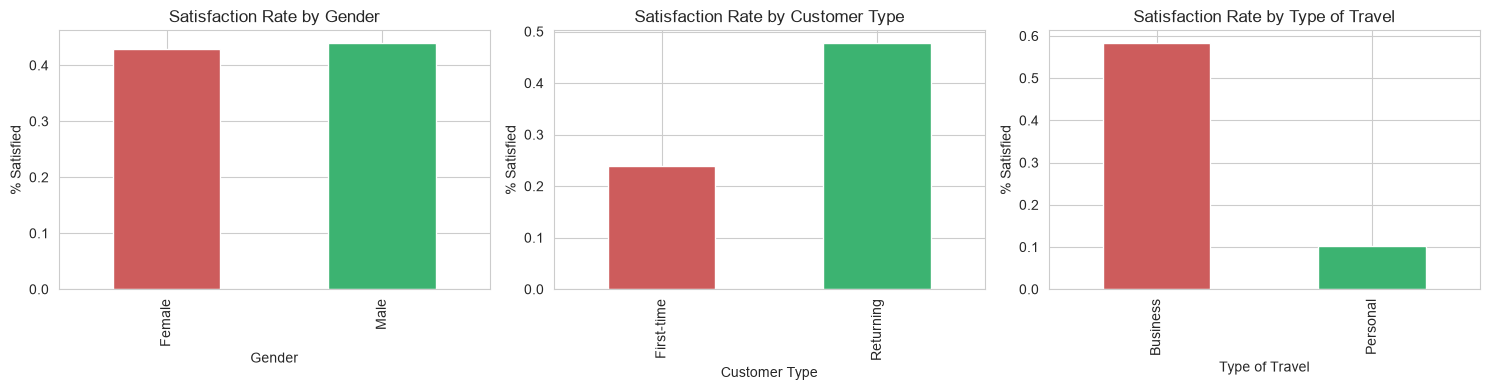 Satisfaction Rate by Gender
% Satisfied
0.4
0.3
0.2
0.1
0.0
Female
Male
Gender
Satisfaction Rate by Customer Type
% Satisfied
0.5
0.4
0.3
0.2
0.1
0.0
First-time
Returning
Customer Type
Satisfaction Rate by Type of Travel
% Satisfied
0.6
0.5
0.4
0.3
0.2
0.1
0.0
Business
Personal
Type of Travel